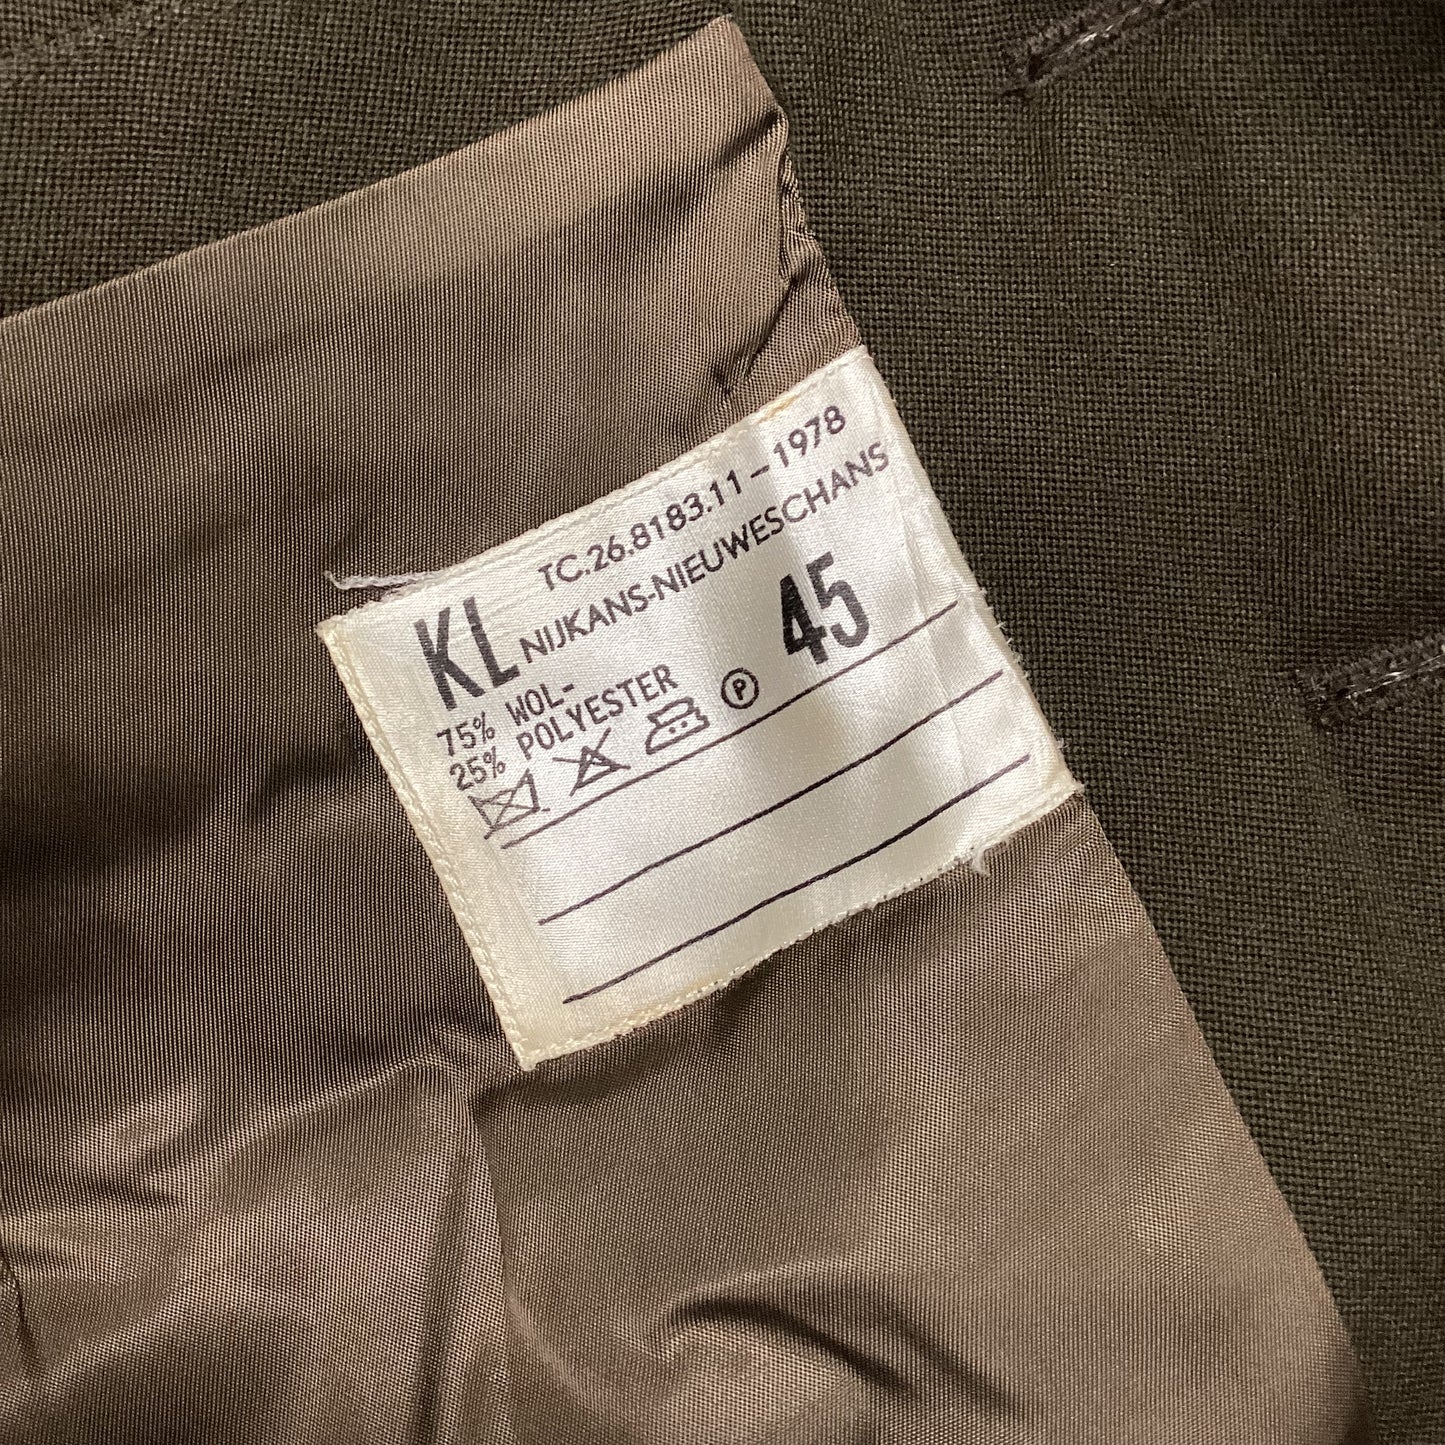 TC.26.8183.11-1978
KL NIJKANS-NIEUWESCHANS
75% WOL- 45
25% POLYESTER P